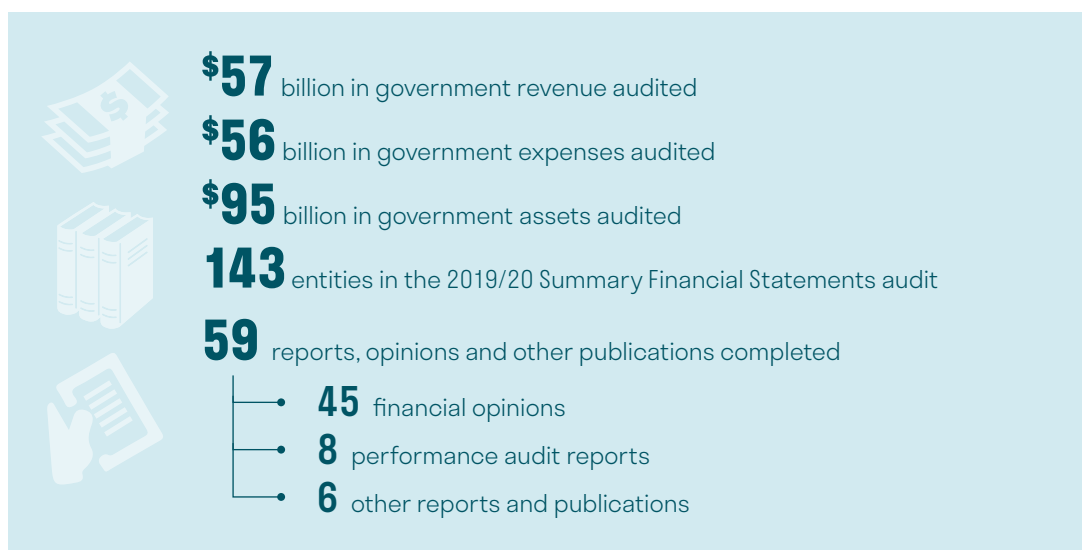 $57 billion in government revenue audited
$56 billion in government expenses audited
$95 billion in government assets audited
143 entities in the 2019/20 Summary Financial Statements audit
59 reports, opinions and other publications completed
45 financial opinions
8 performance audit reports
6 other reports and publications